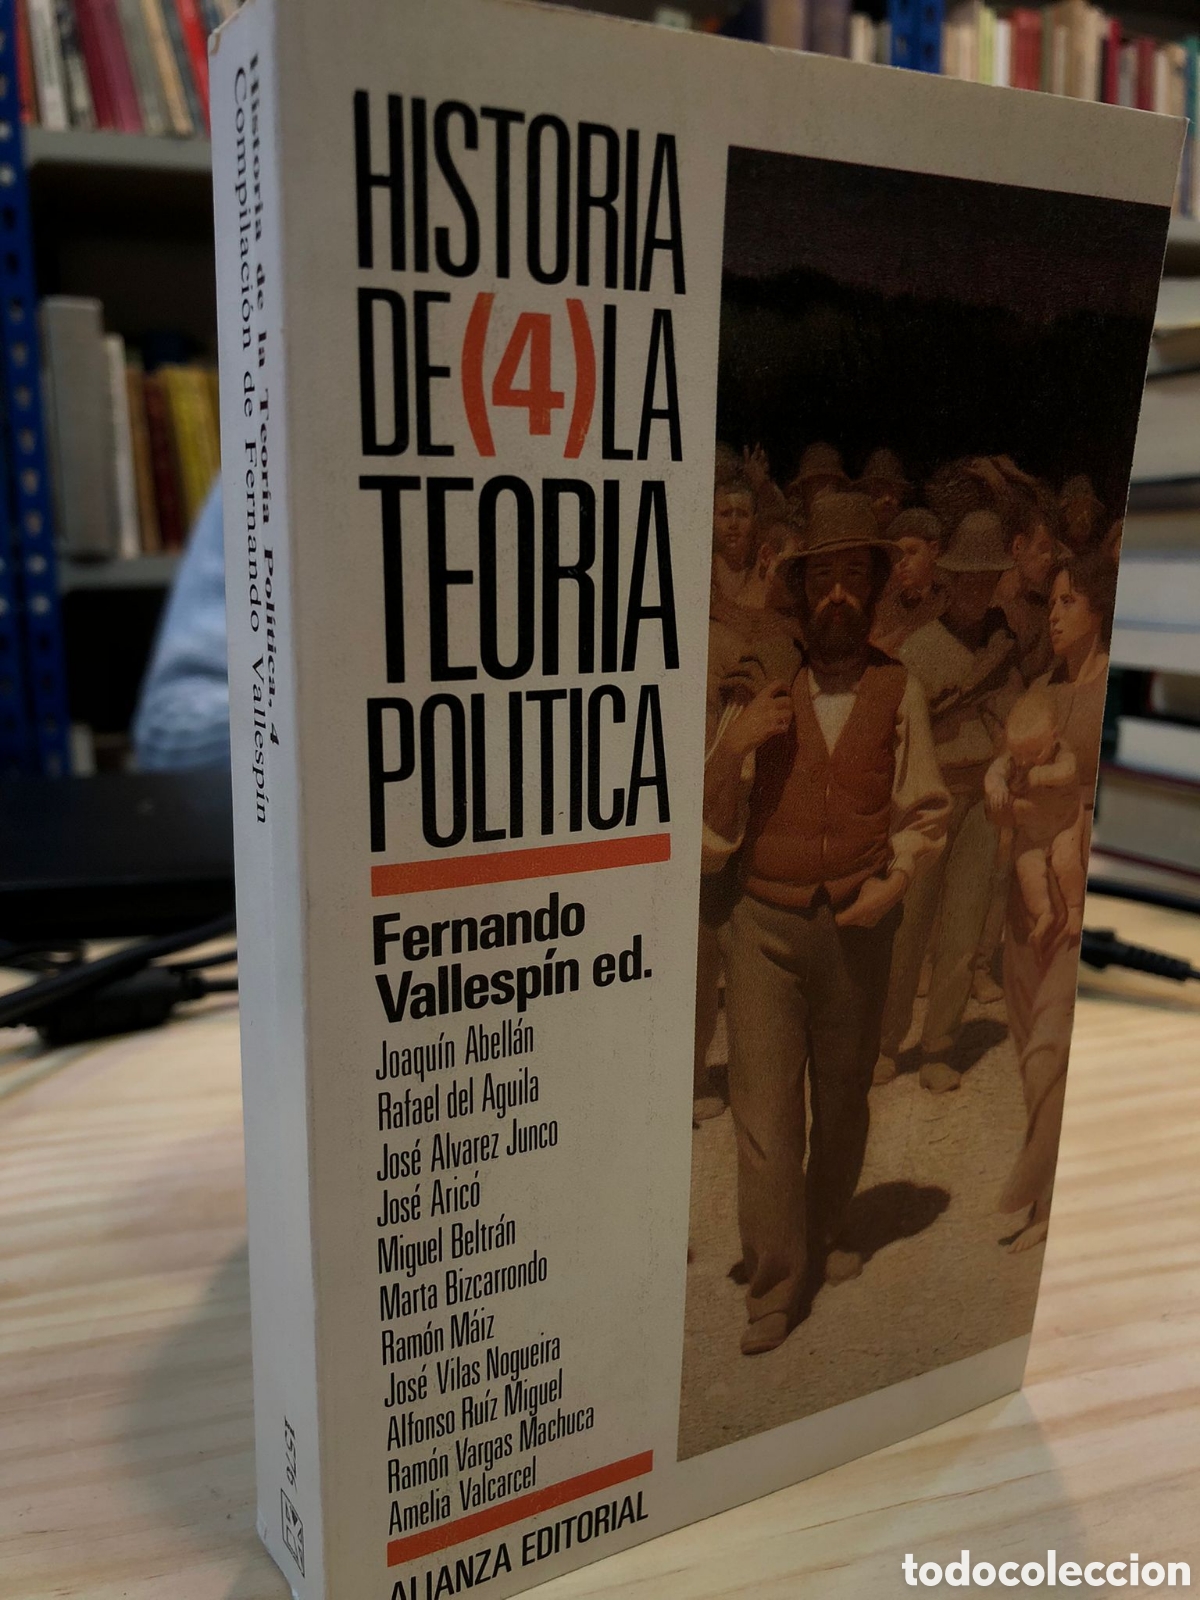 Historia de la Teoría Política, 4
Compilación de Fernando Vallespín
1576
HISTORIA
DE (4) LA
TEORIA
POLITICA
Fernando
Vallespín ed.
Joaquín Abellán
Rafael del Aguila
José Alvarez Junco
José Aricó
Miguel Beltrán
Marta Bizcarrondo
Ramón Máiz
José Vilas Nogueira
Alfonso Ruíz Miguel
Ramón Vargas Machuca
Amelia Valcarcel
ALIANZA EDITORIAL
todocoleccion